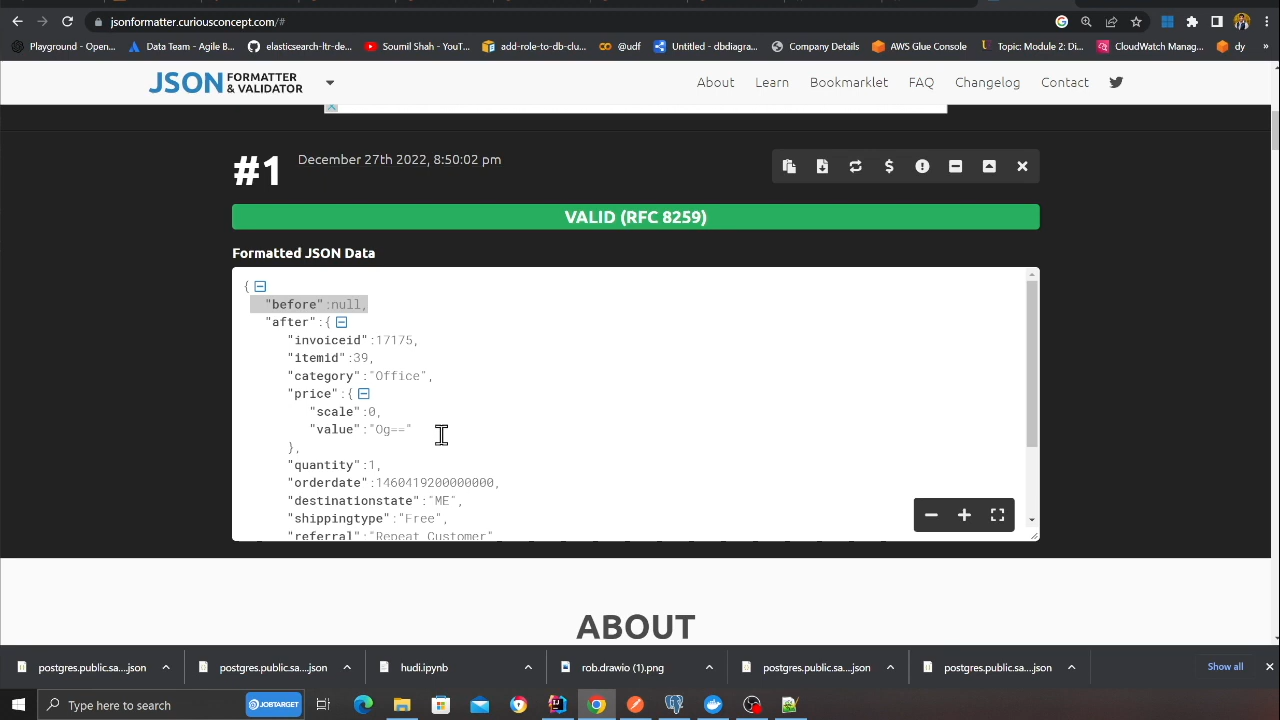 jsonformatter.curiousconcept.com/#
Playground - Open... Data Team - Agile B... elasticsearch-ltr-de... Soumil Shah - YouT... add-role-to-db-clu... @udf Untitled - dbdiagra... Company Details AWS Glue Console Topic: Module 2: Di... CloudWatch Manag... dy »
JSON FORMATTER & VALIDATOR About Learn Bookmarklet FAQ Changelog Contact
#1 December 27th 2022, 8:50:02 pm
VALID (RFC 8259)
Formatted JSON Data
{
"before":null,
"after":{
"invoiceid":17175,
"itemid":39,
"category":"Office",
"price":{
"scale":0,
"value":"Og=="
},
"quantity":1,
"orderdate":1460419200000000,
"destinationstate":"ME",
"shippingtype":"Free",
"referral":"Repeat Customer"
ABOUT
postgres.public.sa....json postgres.public.sa....json hudi.ipynb rob.drawio (1).png postgres.public.sa....json postgres.public.sa....json Show all
Type here to search JOBTARGET